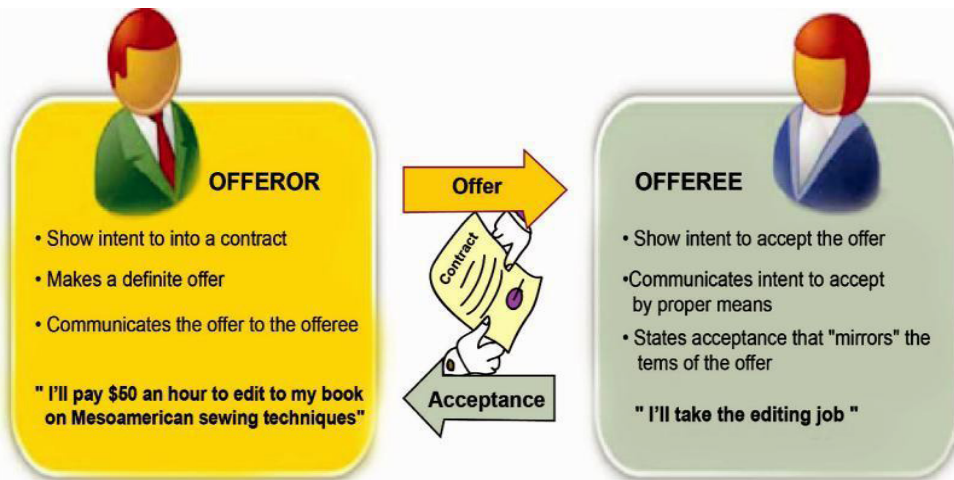 OFFEROR
• Show intent to into a contract
• Makes a definite offer
• Communicates the offer to the offeree
" I'll pay $50 an hour to edit to my book
on Mesoamerican sewing techniques"
Offer
Contract
Acceptance
OFFEREE
• Show intent to accept the offer
•Communicates intent to accept
by proper means
• States acceptance that "mirrors" the
tems of the offer
" I'll take the editing job "